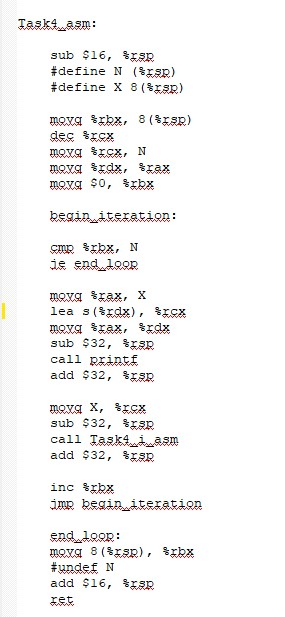 Task4_asm:
sub $16, %rsp
#define N (%rsp)
#define X 8(%rsp)
movq %rbx, 8(%rsp)
dec %rcx
movq %rcx, N
movq %rdx, %rax
movq $0, %rbx
begin_iteration:
cmp %rbx, N
je end_loop
movq %rax, X
lea s(%rdx), %rcx
movq %rax, %rdx
sub $32, %rsp
call printf
add $32, %rsp
movq X, %rcx
sub $32, %rsp
call Task4_i_asm
add $32, %rsp
inc %rbx
jmp begin_iteration
end_loop:
movq 8(%rsp), %rbx
#undef N
add $16, %rsp
ret